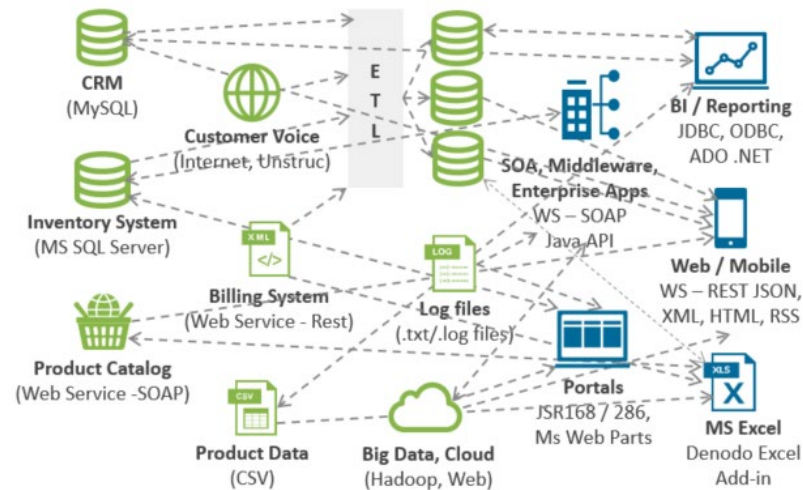 CRM
(MySQL)
E
T
L
BI / Reporting
JDBC, ODBC,
ADO .NET
Customer Voice
(Internet, Unstruc)
SOA, Middleware,
Enterprise Apps
WS – SOAP
Java API
Inventory System
(MS SQL Server)
XML
</>
Billing System
(Web Service - Rest)
LOG
Log files
(.txt/.log files)
Web / Mobile
WS – REST JSON,
XML, HTML, RSS
Product Catalog
(Web Service -SOAP)
CSV
Product Data
(CSV)
Big Data, Cloud
(Hadoop, Web)
Portals
JSR168 / 286,
Ms Web Parts
XLS
X
MS Excel
Denodo Excel
Add-in